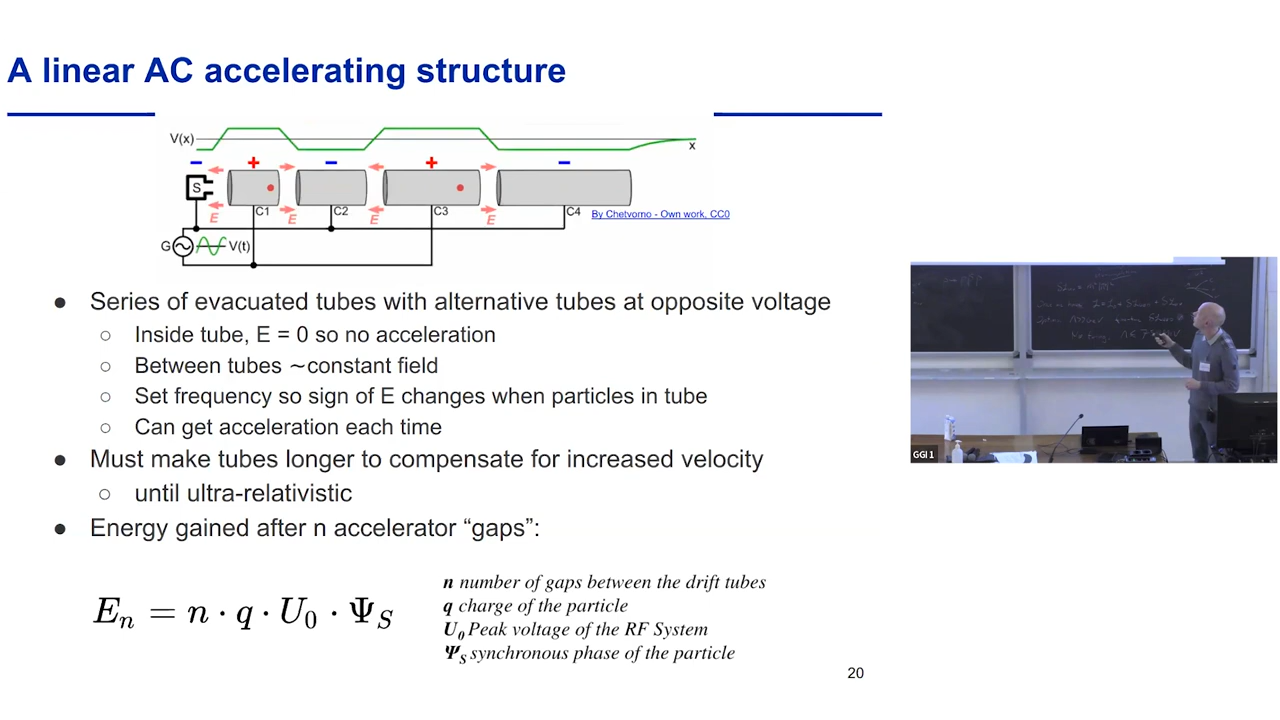 A linear AC accelerating structure
V(x)
x
− + − + −
S
E E E E
C1 C2 C3 C4
By Chetvorno - Own work, CC0
G V(t)
● Series of evacuated tubes with alternative tubes at opposite voltage
○ Inside tube, E = 0 so no acceleration
○ Between tubes ~constant field
○ Set frequency so sign of E changes when particles in tube
○ Can get acceleration each time
● Must make tubes longer to compensate for increased velocity
○ until ultra-relativistic
● Energy gained after n accelerator “gaps”:
Eₙ = n · q · U₀ · Ψ_S
n number of gaps between the drift tubes
q charge of the particle
U₀ Peak voltage of the RF System
Ψ_S synchronous phase of the particle
20
GGI 1